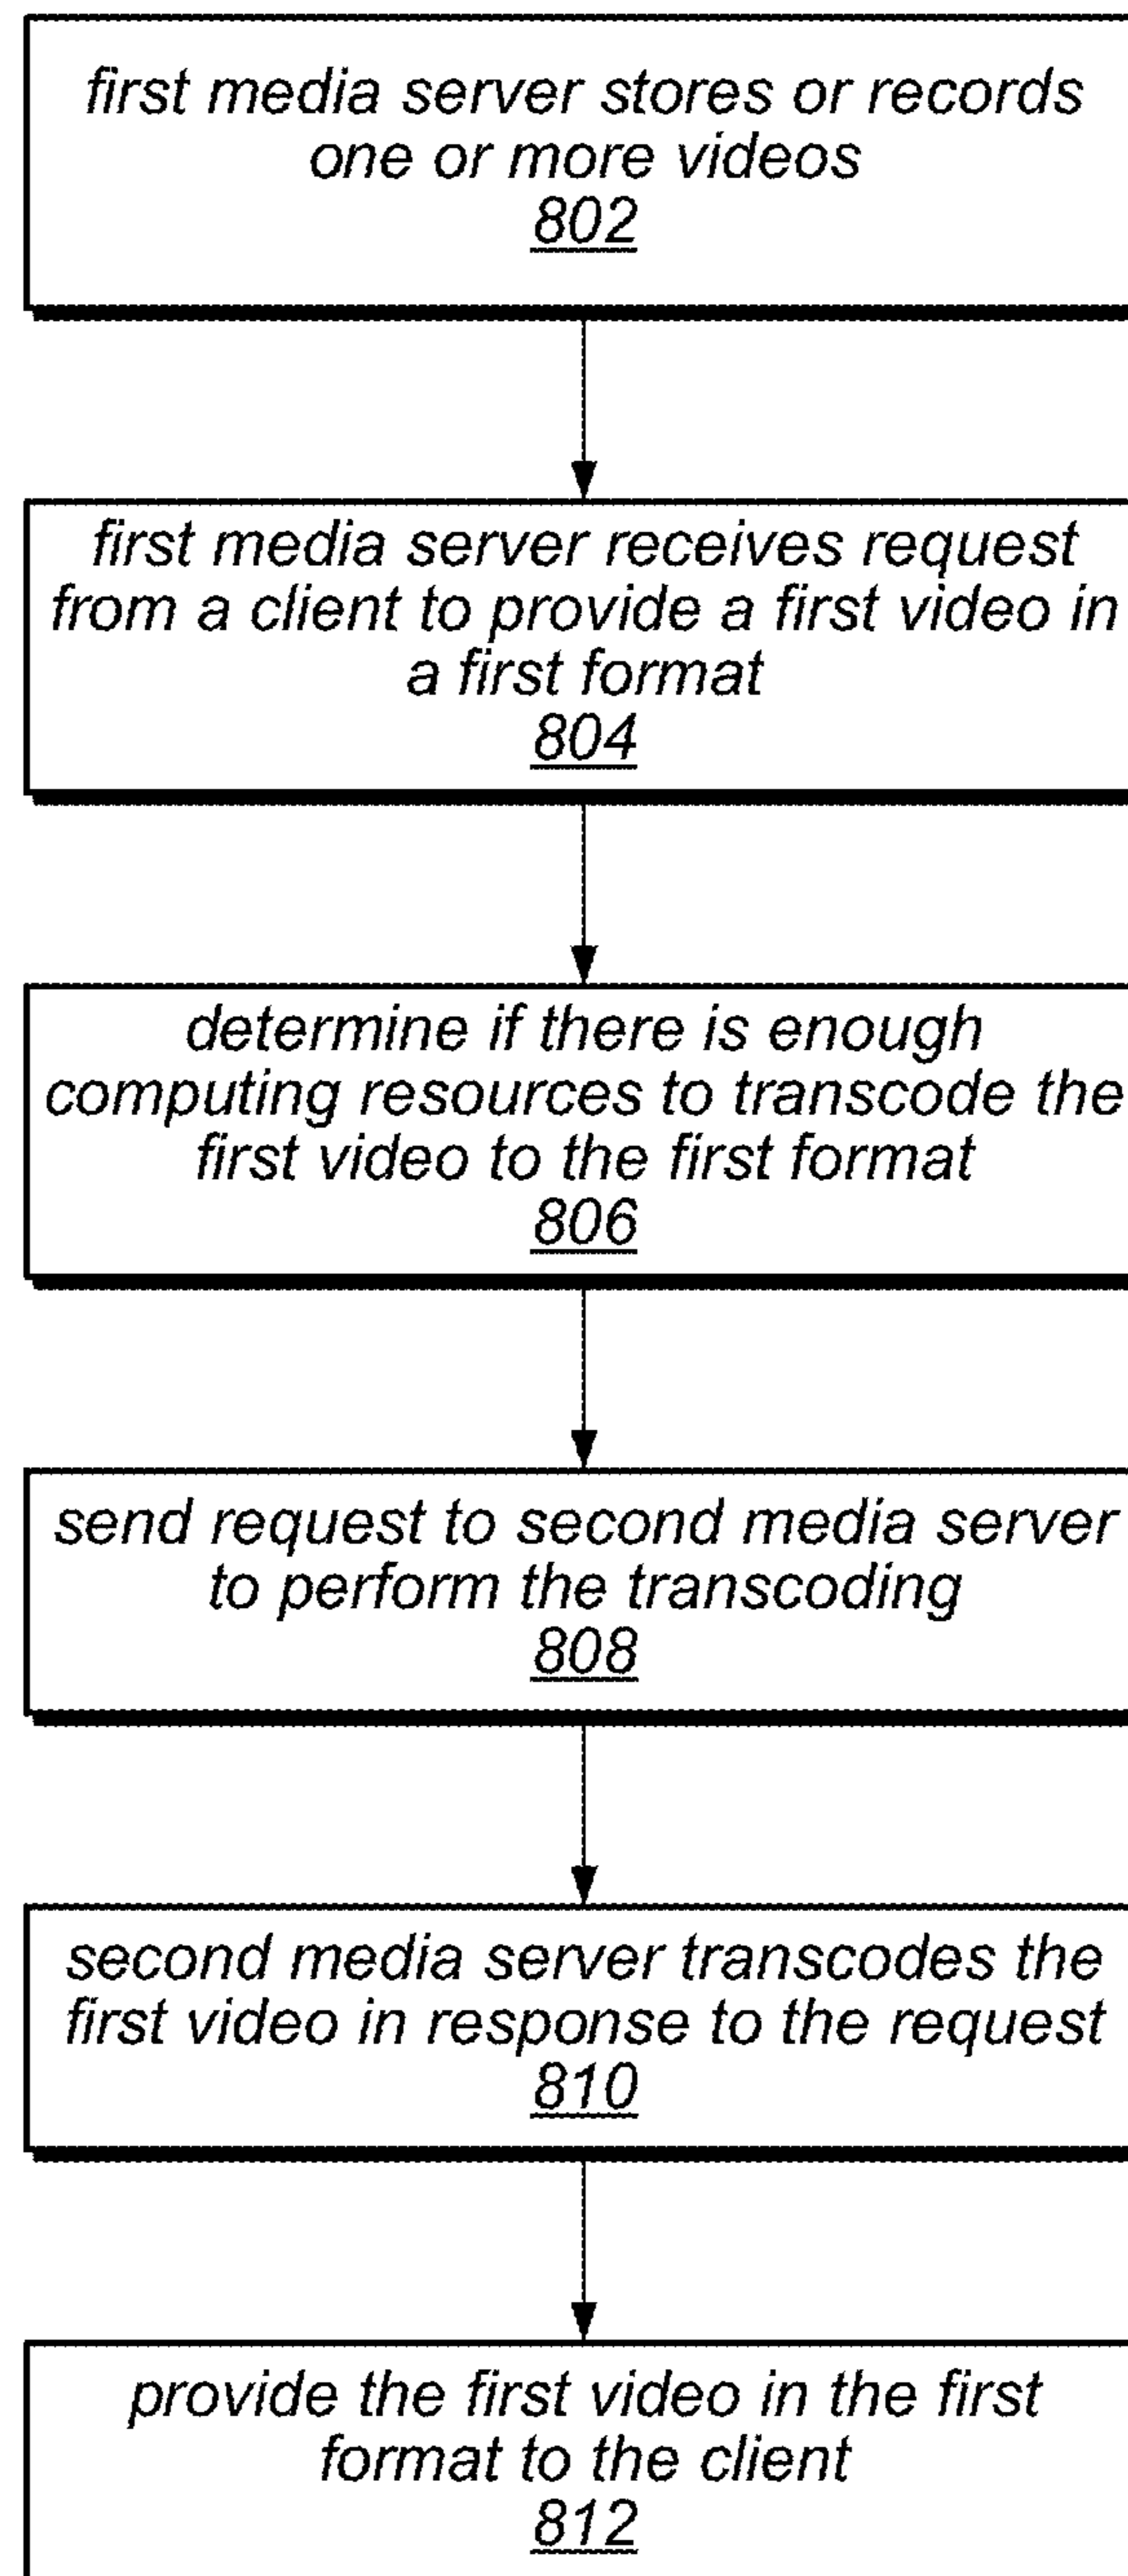 first media server stores or records
one or more videos
802
first media server receives request
from a client to provide a first video in
a first format
804
determine if there is enough
computing resources to transcode the
first video to the first format
806
send request to second media server
to perform the transcoding
808
second media server transcodes the
first video in response to the request
810
provide the first video in the first
format to the client
812